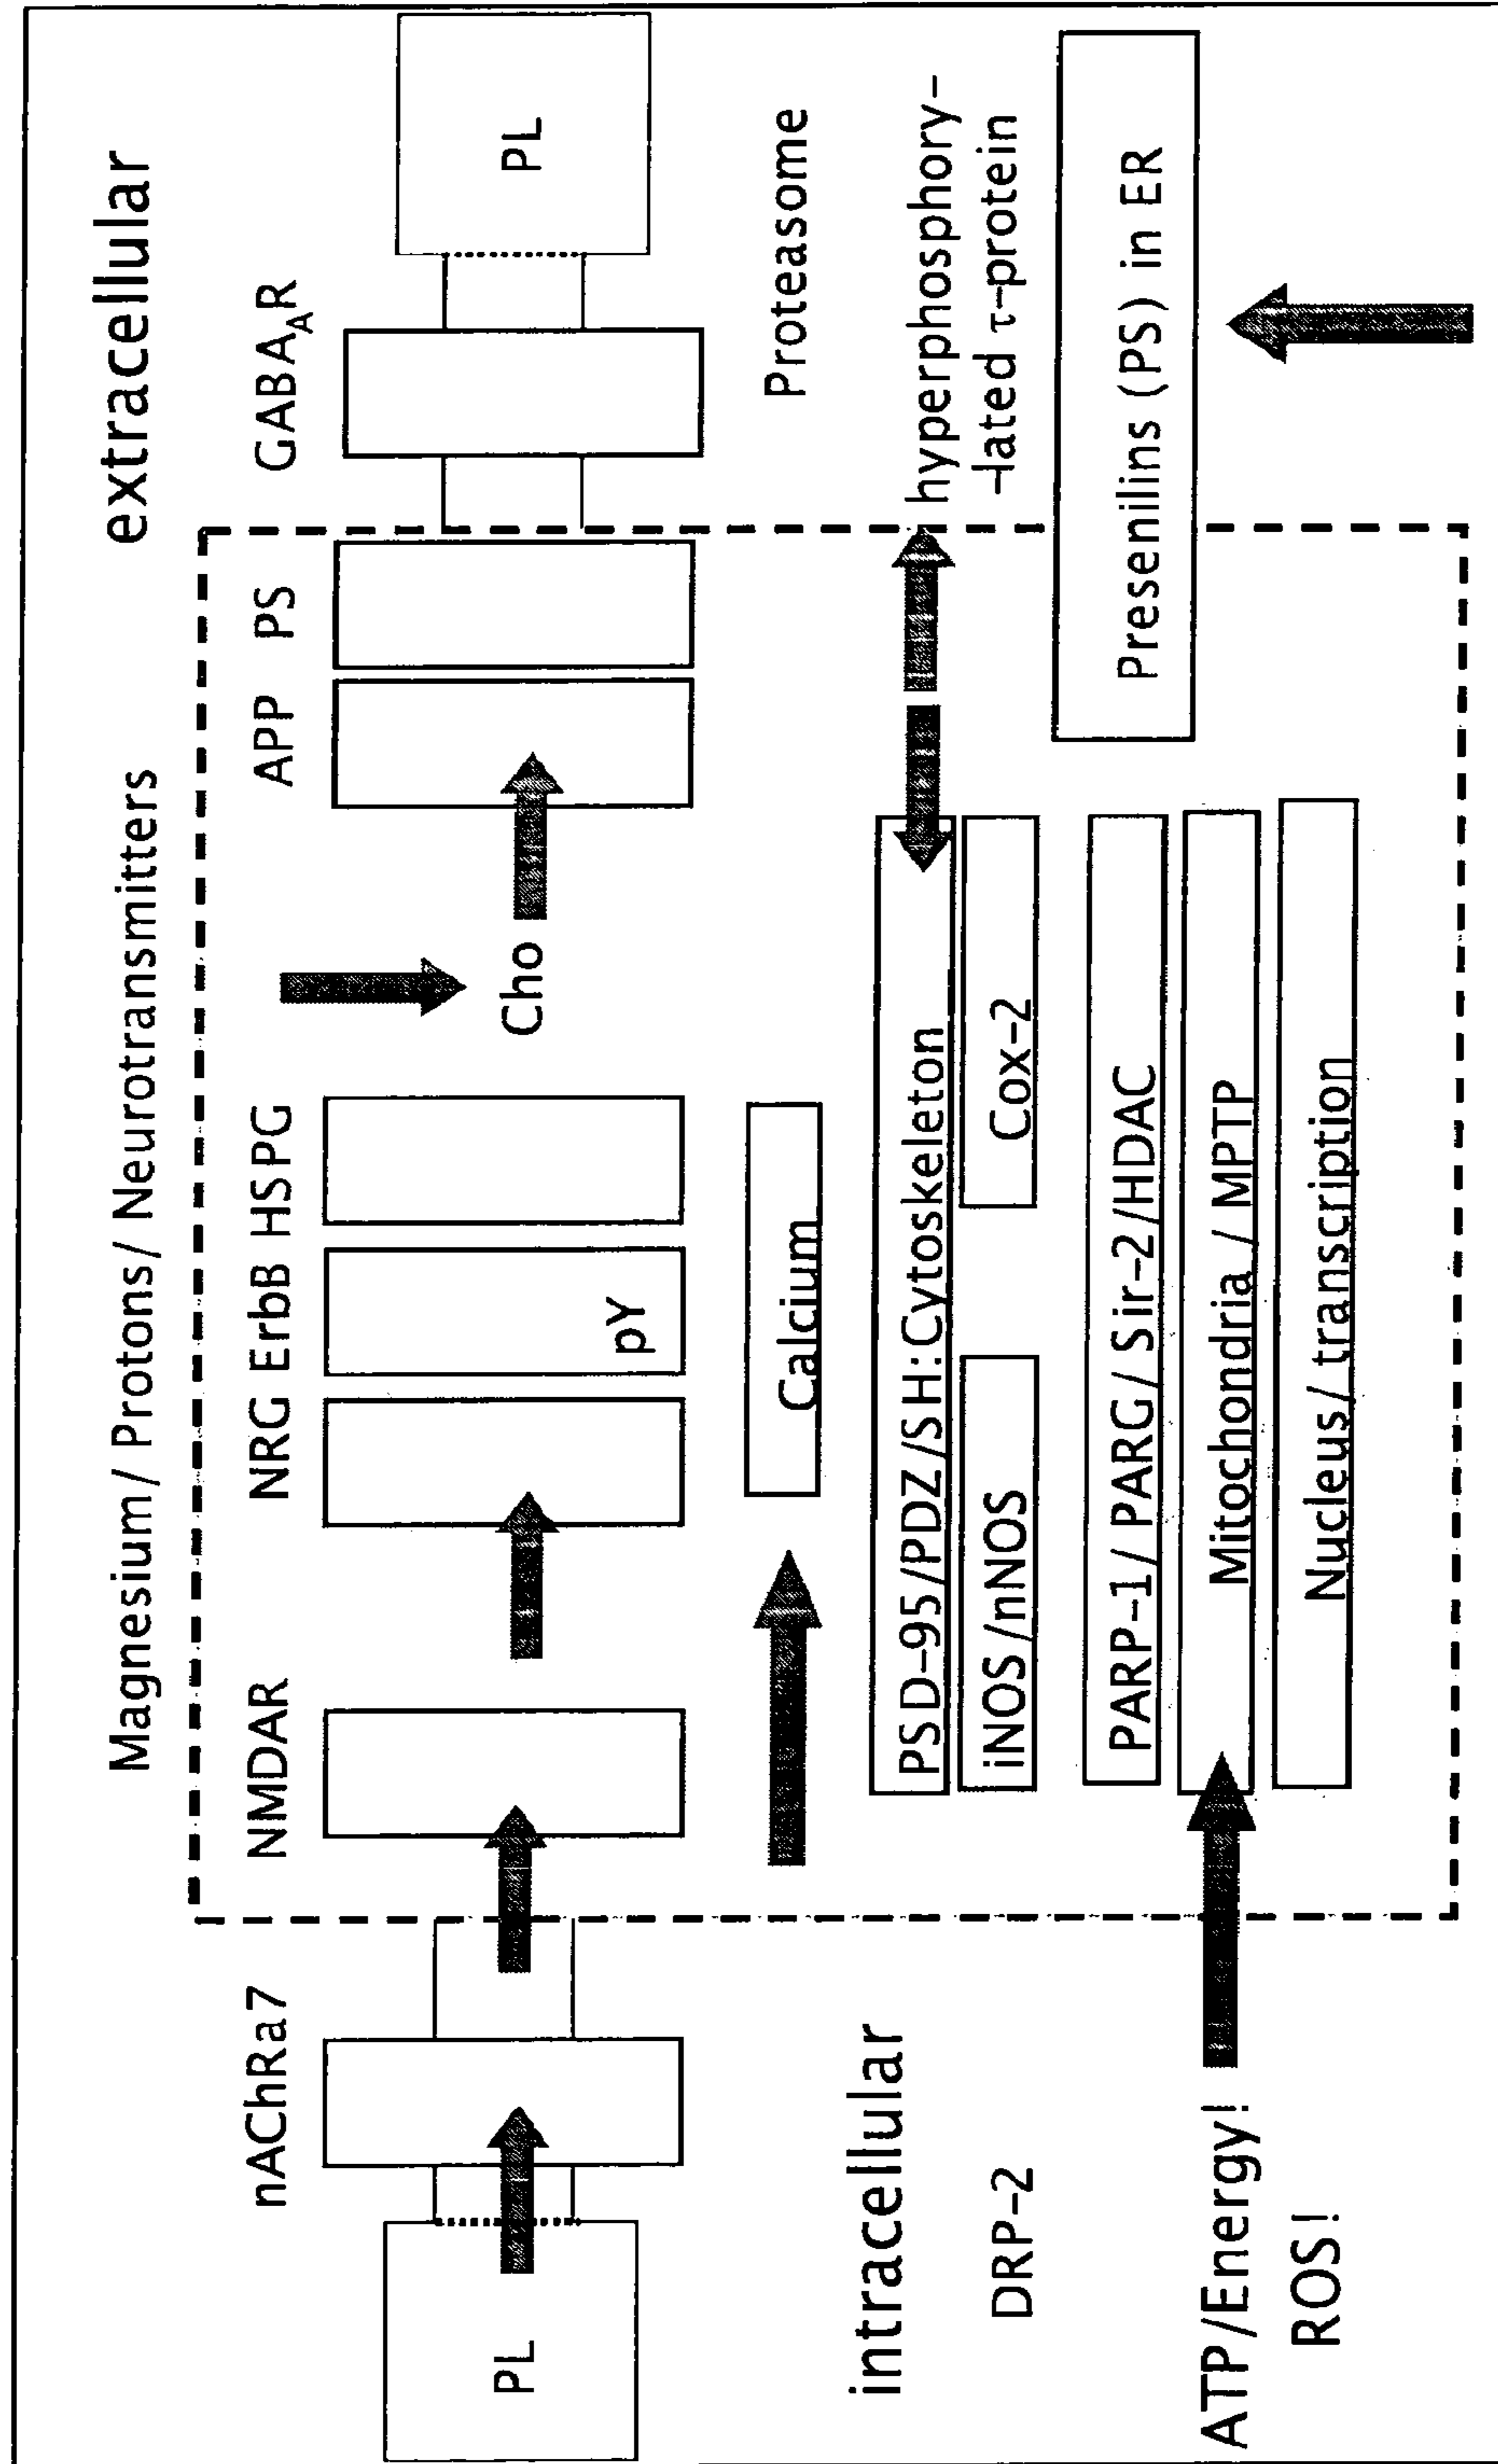 extracellular
Magnesium/ Protons/ Neurotransmitters
nAChRa7
NMDAR
NRG ErbB HSPG
APP PS
GABA_AR
PL
pY
Cho
PL
Calcium
Proteasome
intracellular
PSD-95/PDZ/SH:Cytoskeleton
hyperphosphory-
-lated τ-protein
DRP-2
iNOS/nNOS
Cox-2
PARP-1/ PARG/ Sir-2/HDAC
Presenilins (PS) in ER
ATP/Energy!
Mitochondria / MPTP
ROS!
Nucleus/ transcription